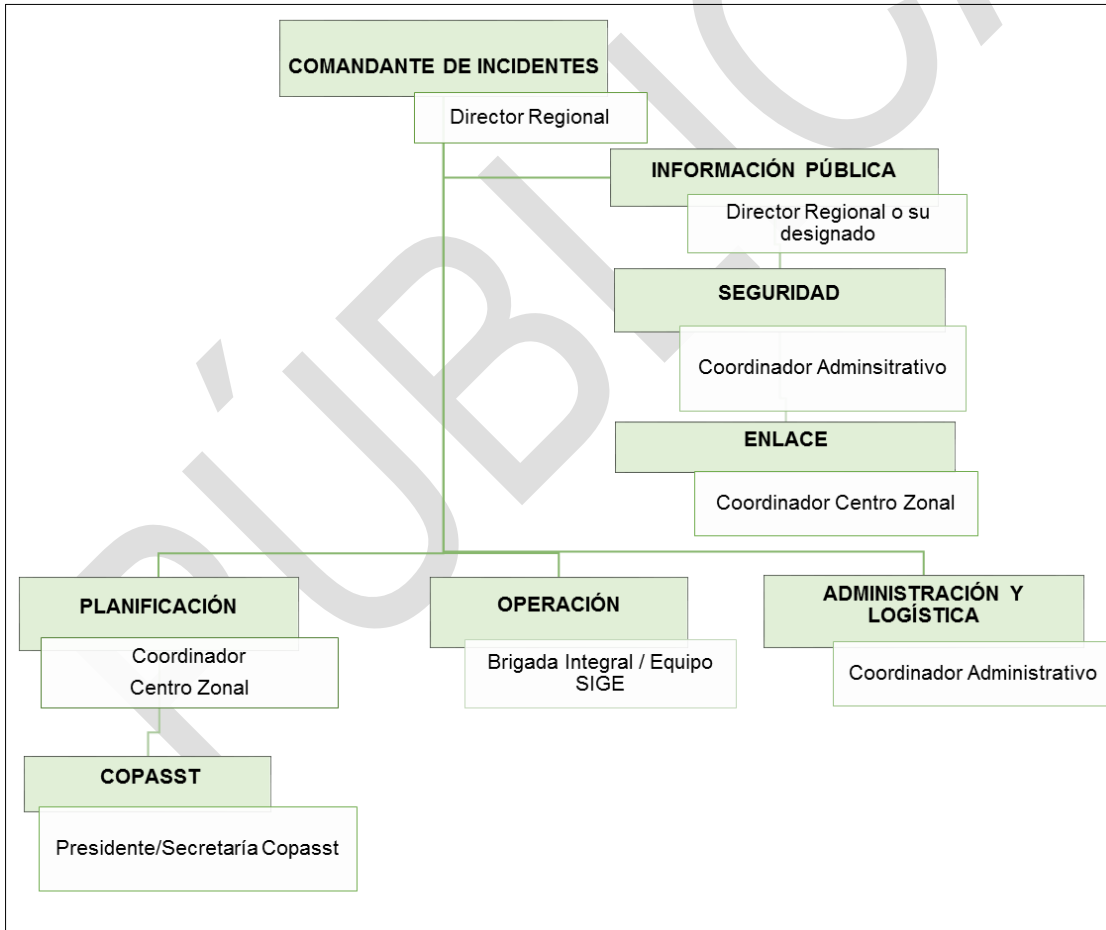 COMANDANTE DE INCIDENTES
Director Regional
INFORMACIÓN PÚBLICA
Director Regional o su
designado
SEGURIDAD
Coordinador Adminsitrativo
ENLACE
Coordinador Centro Zonal
PLANIFICACIÓN
Coordinador
Centro Zonal
OPERACIÓN
Brigada Integral / Equipo
SIGE
ADMINISTRACIÓN Y
LOGÍSTICA
Coordinador Administrativo
COPASST
Presidente/Secretaría Copasst
PÚBLICA